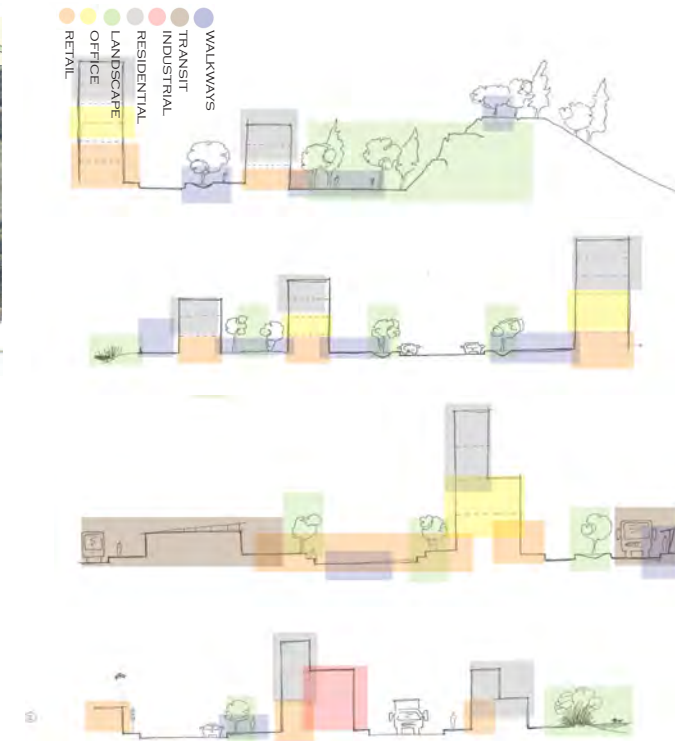 WALKWAYS
TRANSIT
INDUSTRIAL
RESIDENTIAL
LANDSCAPE
OFFICE
RETAIL